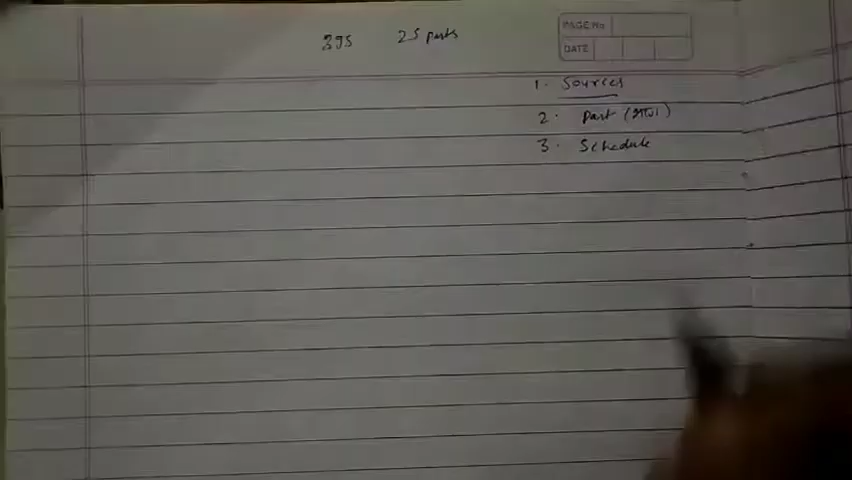 395 25 parts
PAGE No.
DATE
1. Sources
2. Part (भाग)
3. Schedule